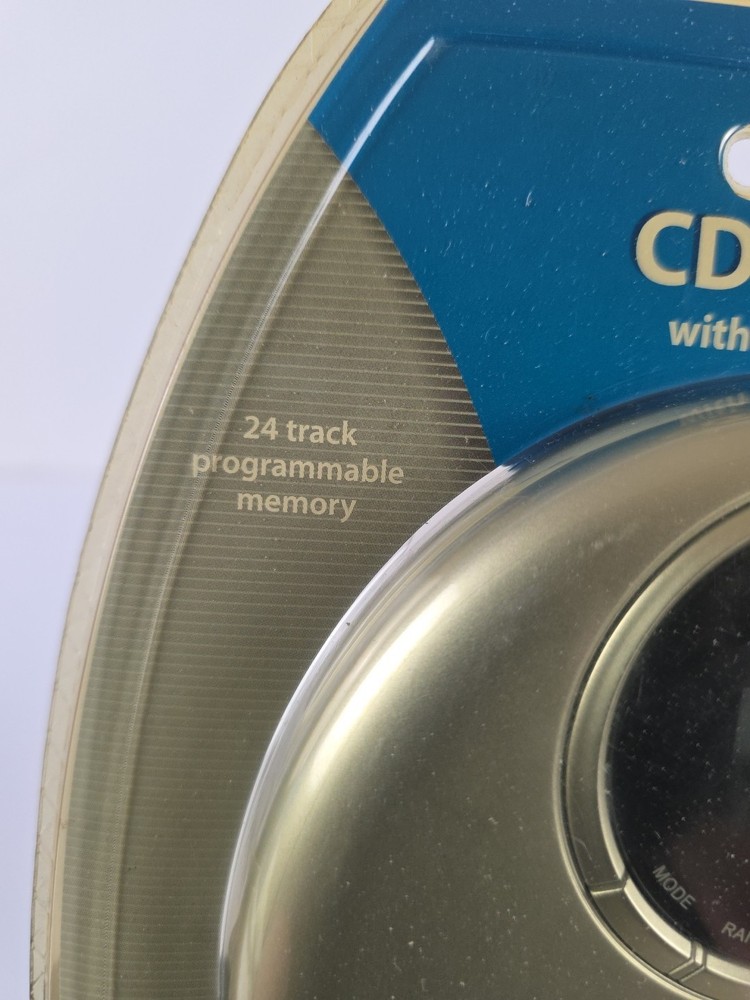 CD
with
24 track
programmable
memory
MODE